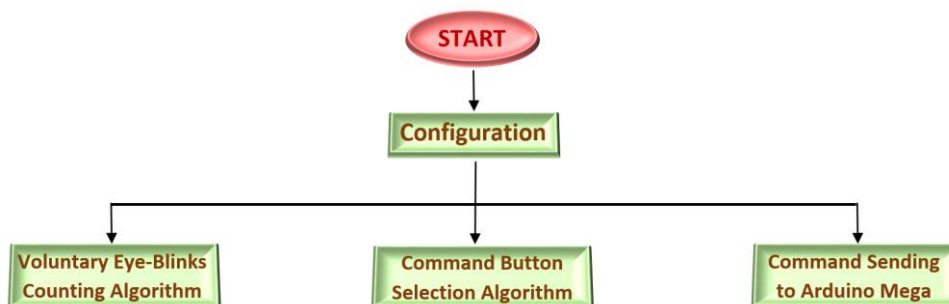 START
Configuration
Voluntary Eye-Blinks
Counting Algorithm
Command Button
Selection Algorithm
Command Sending
to Arduino Mega